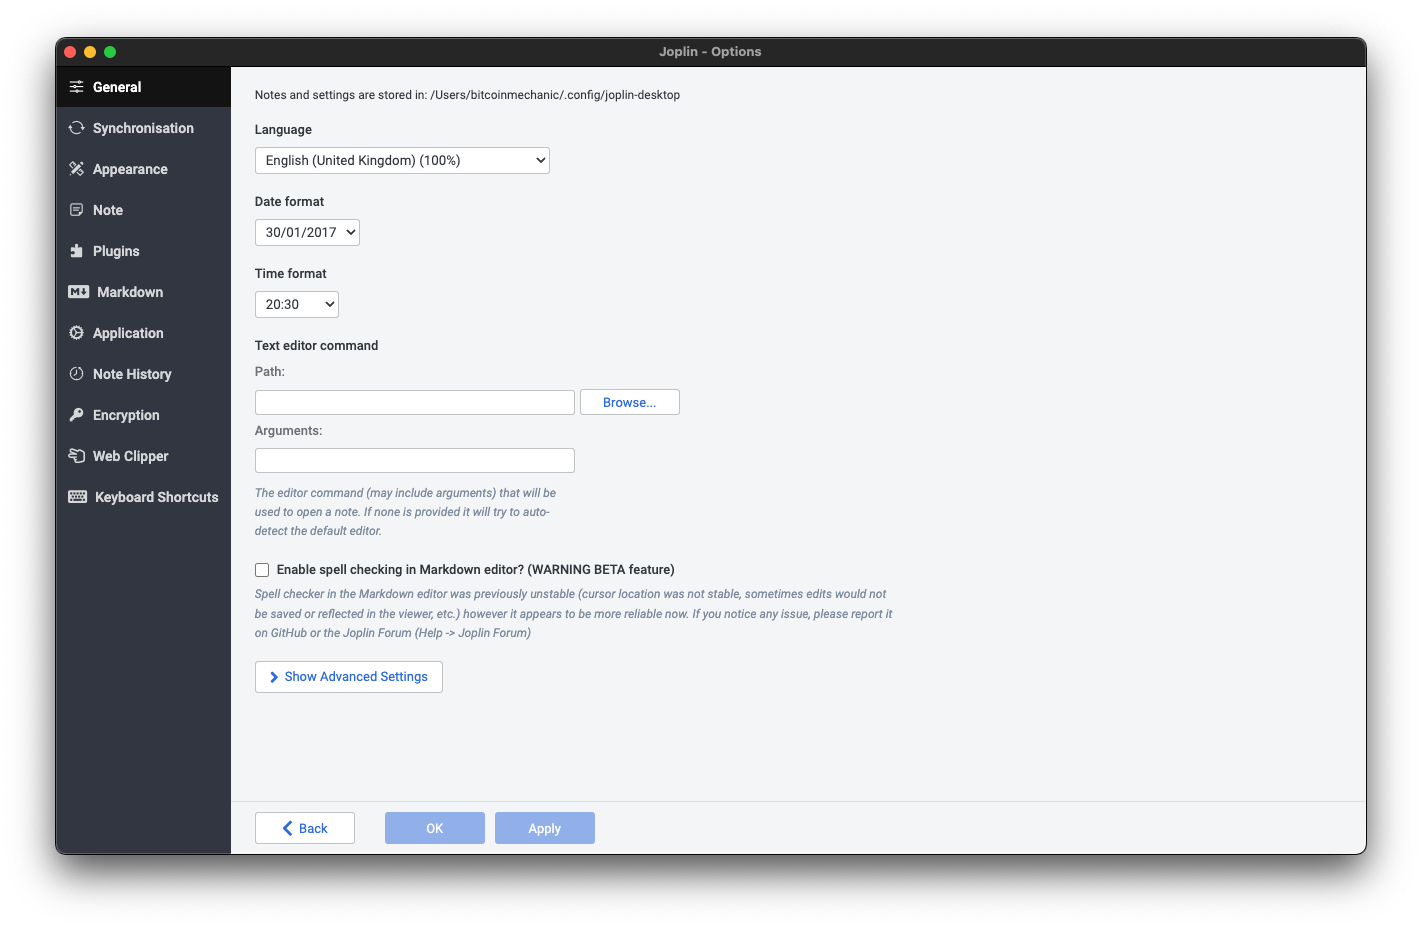 Joplin - Options
General
Synchronisation
Appearance
Note
Plugins
Markdown
Application
Note History
Encryption
Web Clipper
Keyboard Shortcuts
Notes and settings are stored in: /Users/bitcoinmechanic/.config/joplin-desktop
Language
English (United Kingdom) (100%)
Date format
30/01/2017
Time format
20:30
Text editor command
Path:
Browse...
Arguments:
The editor command (may include arguments) that will be
used to open a note. If none is provided it will try to auto-
detect the default editor.
Enable spell checking in Markdown editor? (WARNING BETA feature)
Spell checker in the Markdown editor was previously unstable (cursor location was not stable, sometimes edits would not
be saved or reflected in the viewer, etc.) however it appears to be more reliable now. If you notice any issue, please report it
on GitHub or the Joplin Forum (Help -> Joplin Forum)
Show Advanced Settings
Back
OK
Apply